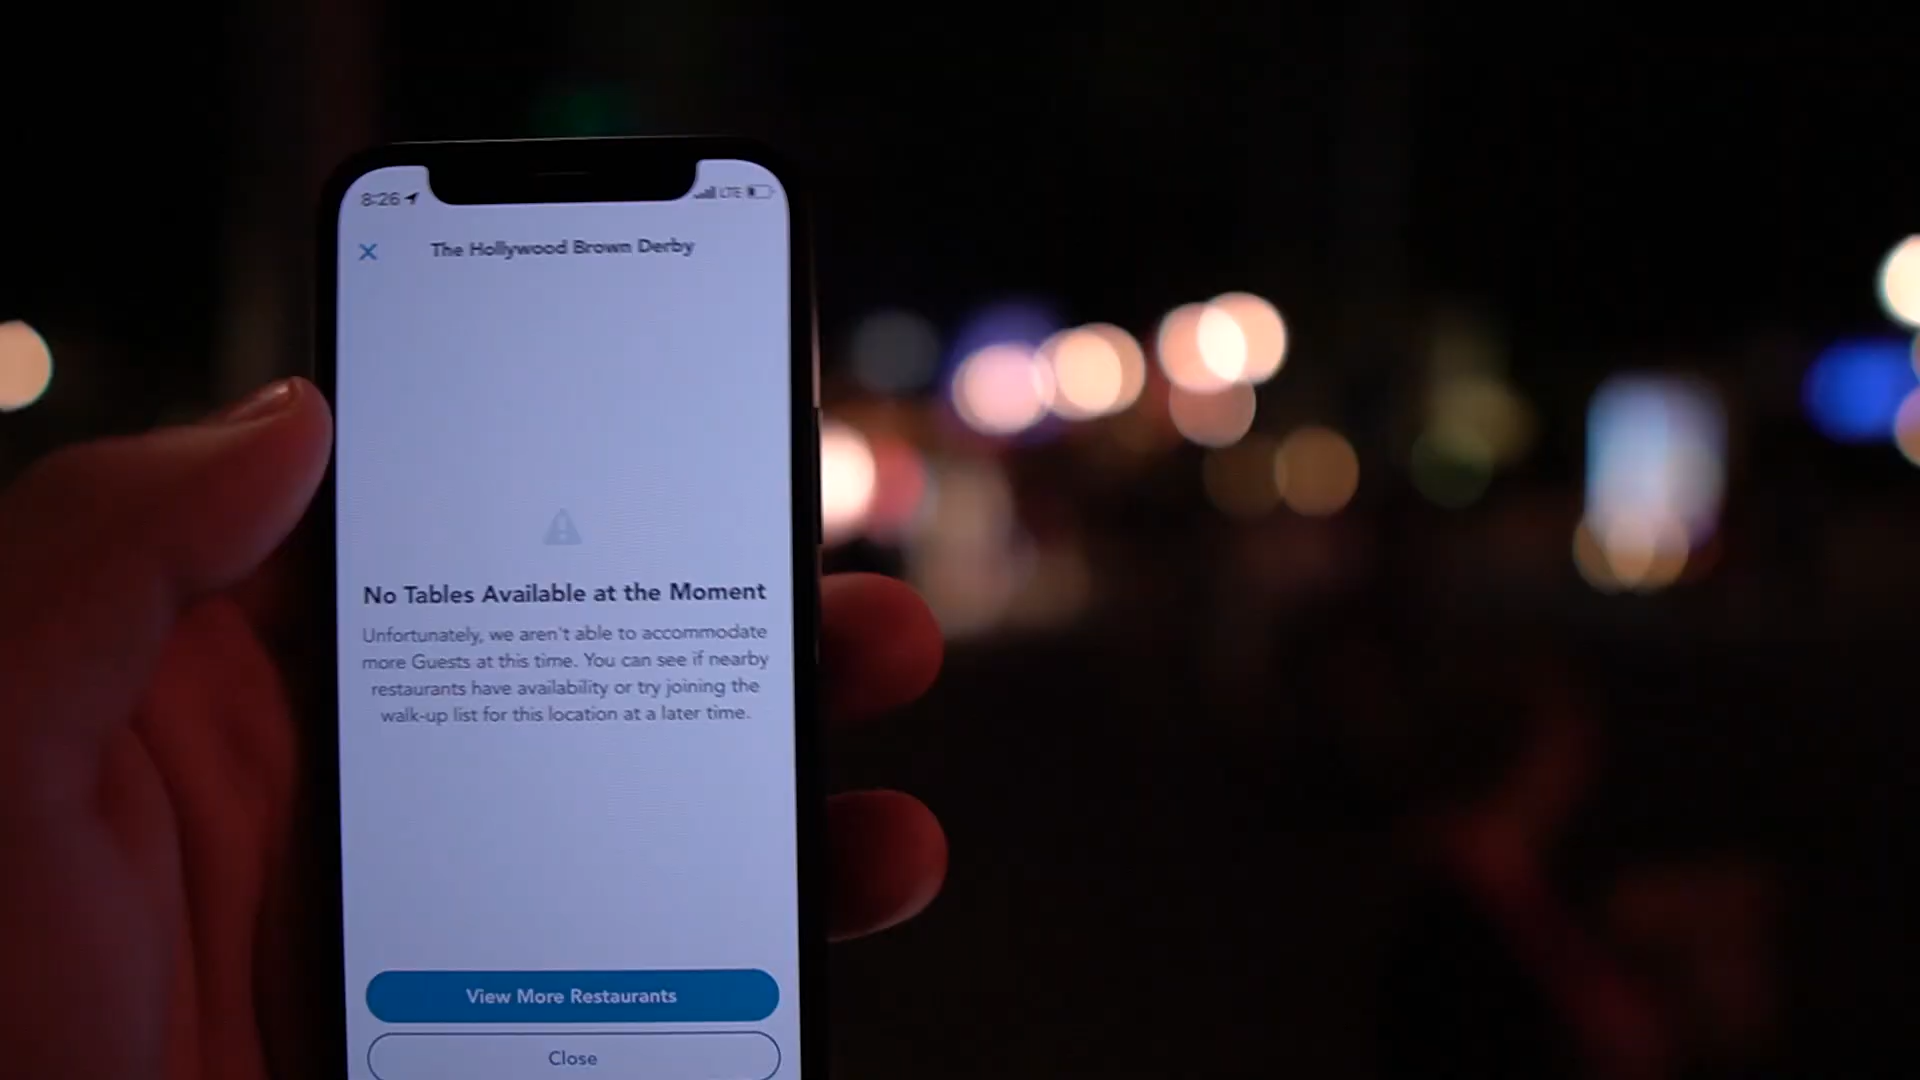 8:26
LTE
The Hollywood Brown Derby
No Tables Available at the Moment
Unfortunately, we aren't able to accommodate
more Guests at this time. You can see if nearby
restaurants have availability or try joining the
walk-up list for this location at a later time.
View More Restaurants
Close